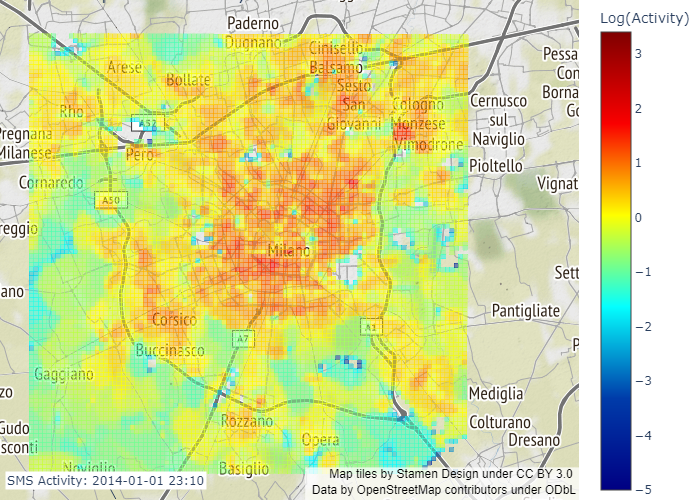 Log(Activity)
3
2
1
0
−1
−2
−3
−4
−5
Paderno
Dugnano
Cinisello
Balsamo
Arese
Bollate
Sesto
San
Giovanni
Rho
Cologno
Monzese
Cernusco
sul
Naviglio
Pessa
Con
Borna
Go
A52
Pregnana
Milanese
Pero
Vimodrone
Pioltello
Cornaredo
Vignat
A50
reggio
Milano
Sett
ano
Pantigliate
Corsico
A1
A7
P
Buccinasco
Gaggiano
Mediglia
zo
Rozzano
Colturano
Gudo
Dresano
sconti
Opera
Noviglio
Basiglio
SMS Activity: 2014-01-01 23:10
Map tiles by Stamen Design under CC BY 3.0
Data by OpenStreetMap contributors under ODbL